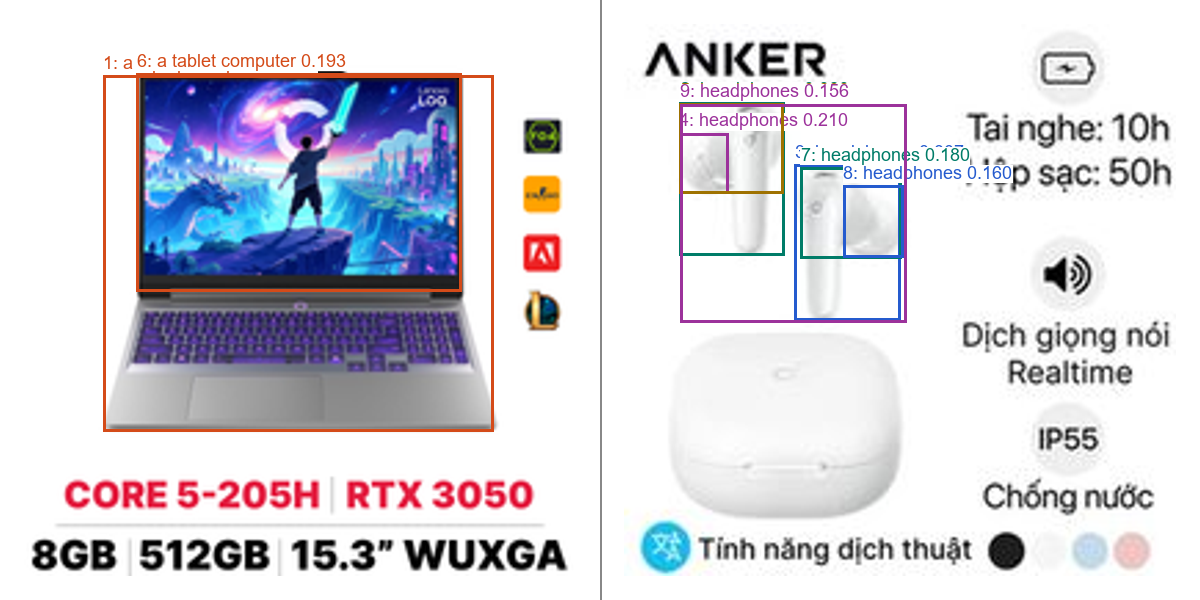 1: a
6: a tablet computer 0.193
Lenovo
LOQ
CORE 5-205H | RTX 3050
8GB | 512GB | 15.3” WUXGA
ANKER
9: headphones 0.156
4: headphones 0.210
7: headphones 0.180
8: headphones 0.160
Tai nghe: 10h
sạc: 50h
Dịch giọng nói
Realtime
IP55
Chống nước
Tính năng dịch thuật